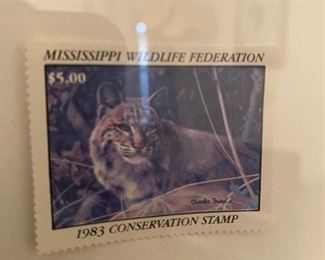 MISSISSIPPI WILDLIFE FEDERATION
$5.00
1983 CONSERVATION STAMP